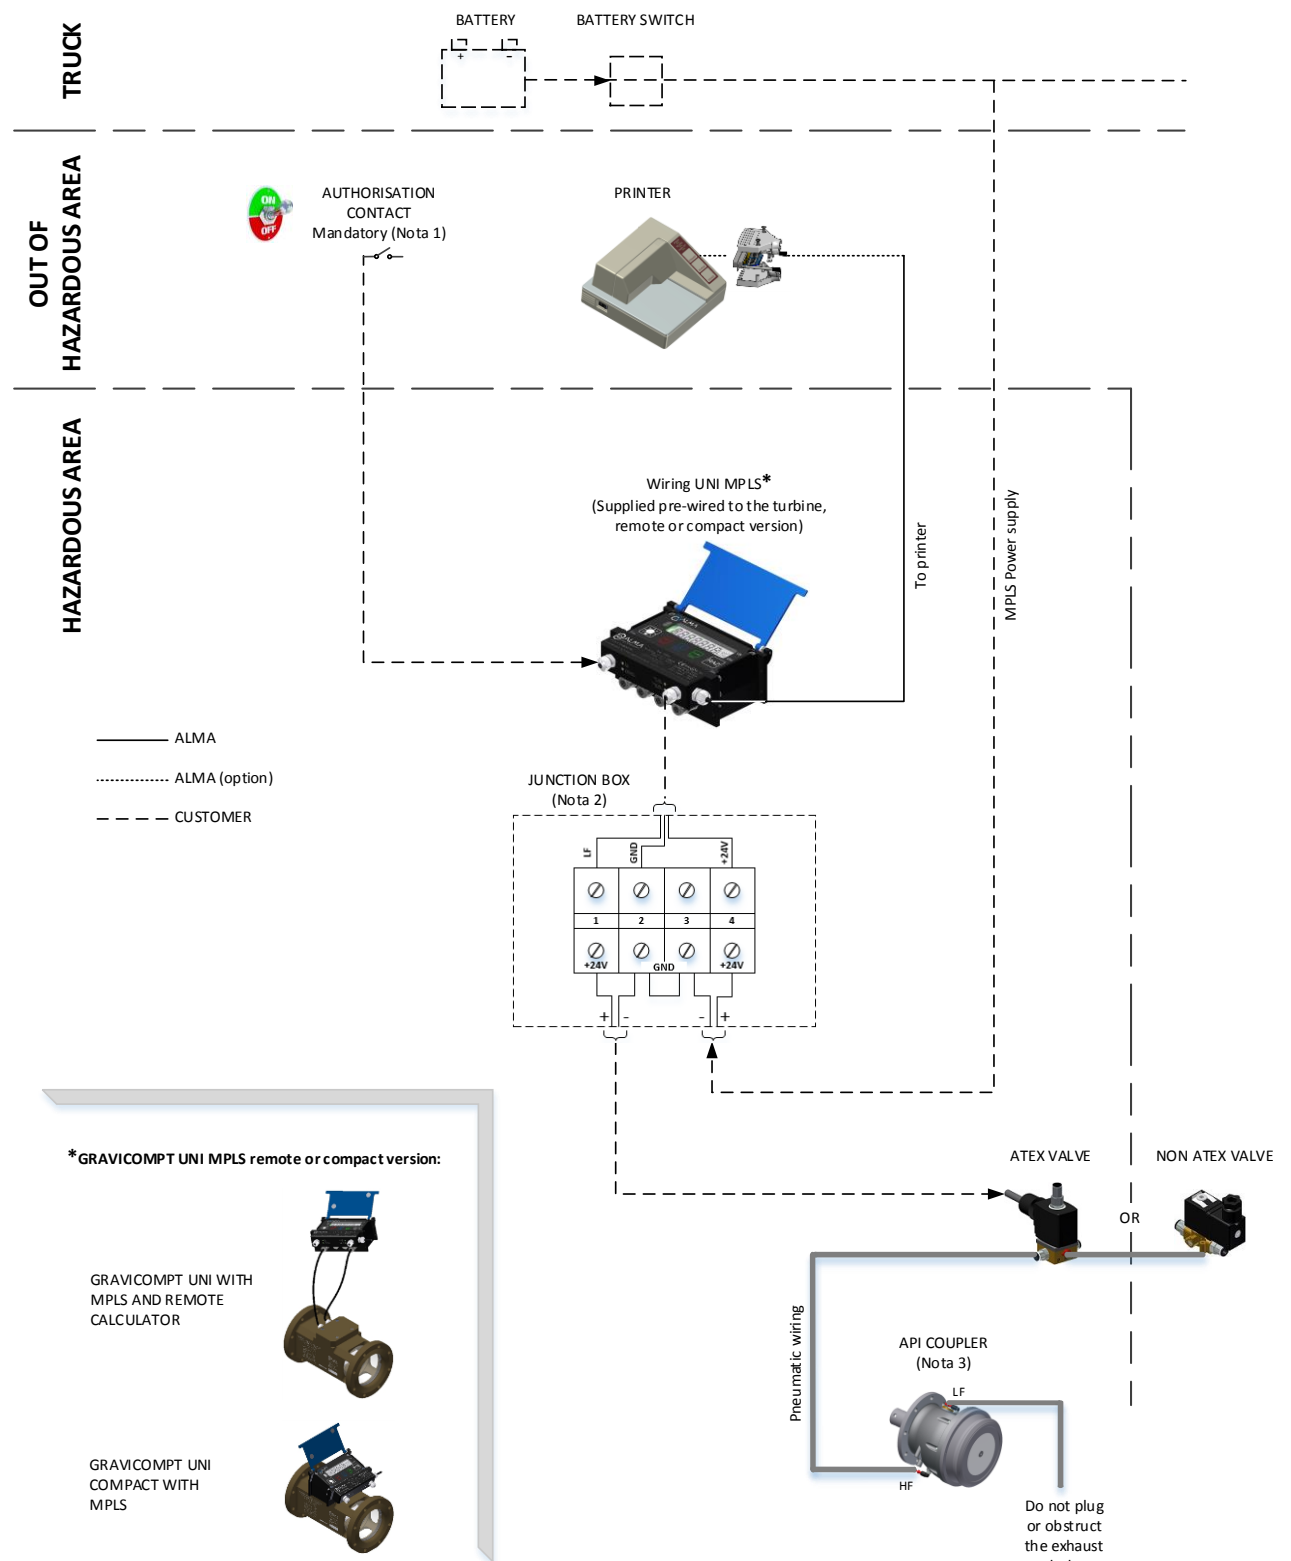 BATTERY
BATTERY SWITCH
+
-
TRUCK
OUT OF
HAZARDOUS AREA
ON
OFF
AUTHORISATION
CONTACT
Mandatory (Nota 1)
PRINTER
HAZARDOUS AREA
Wiring UNI MPLS*
(Supplied pre-wired to the turbine,
remote or compact version)
To printer
MPLS Power supply
ALMA
ALMA
ALMA
ALMA (option)
CUSTOMER
JUNCTION BOX
(Nota 2)
LF
GND
+24V
1 2 3 4
+24V
GND
+24V
+ -
- +
*GRAVICOMPT UNI MPLS remote or compact version:
GRAVICOMPT UNI WITH
MPLS AND REMOTE
CALCULATOR
GRAVICOMPT UNI
COMPACT WITH
MPLS
ATEX VALVE
NON ATEX VALVE
OR
Pneumatic wiring
API COUPLER
(Nota 3)
LF
HF
Do not plug
or obstruct
the exhaust